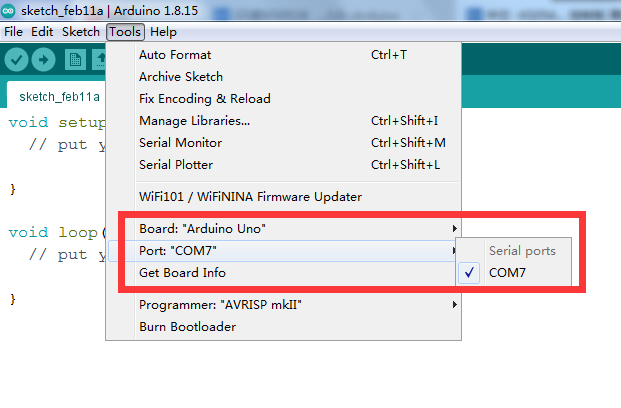 sketch_feb11a | Arduino 1.8.15
File Edit Sketch Tools Help
sketch_feb11a
Auto Format Ctrl+T
Archive Sketch
Fix Encoding & Reload
Manage Libraries... Ctrl+Shift+I
Serial Monitor Ctrl+Shift+M
Serial Plotter Ctrl+Shift+L
WiFi101 / WiFiNINA Firmware Updater
Board: "Arduino Uno"
Port: "COM7"
Get Board Info
Programmer: "AVRISP mkII"
Burn Bootloader
Serial ports
COM7
void setup
// put y
}
void loop(
// put y
}